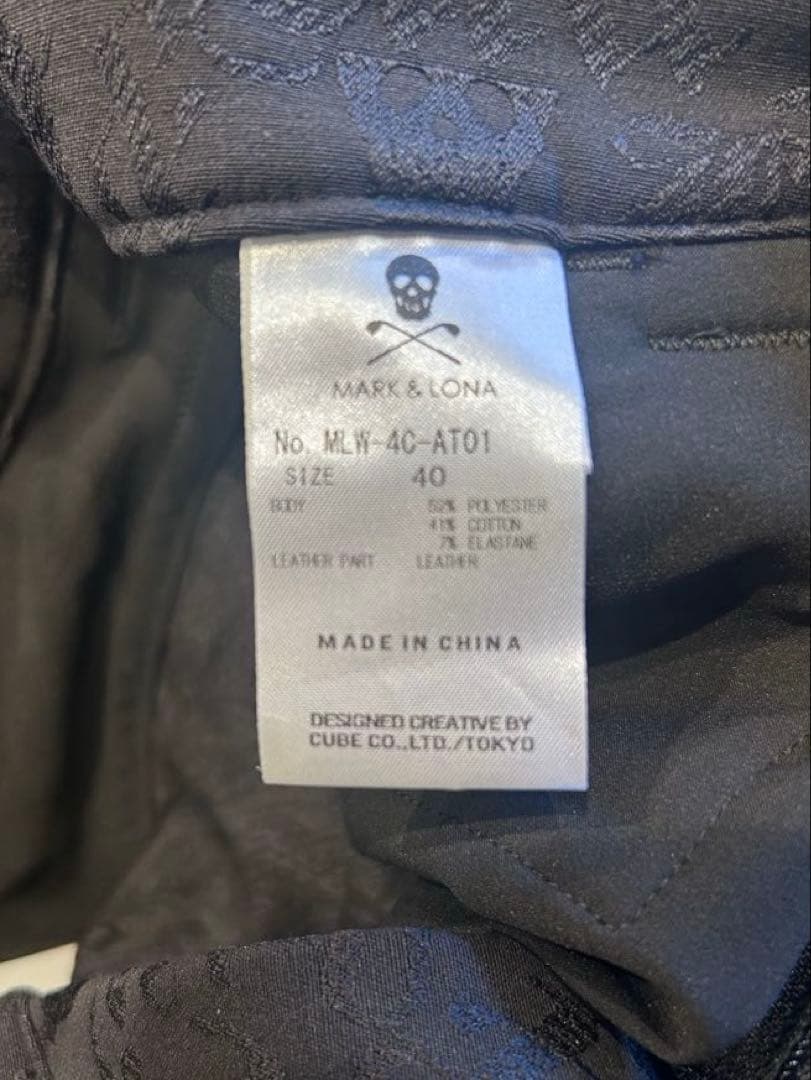 MARK & LONA
No. MLW-4C-AT01
SIZE 40
BODY 52% POLYESTER
41% COTTON
7% ELASTANE
LEATHER PART LEATHER
MADE IN CHINA
DESIGNED CREATIVE BY
CUBE CO.,LTD./TOKYO